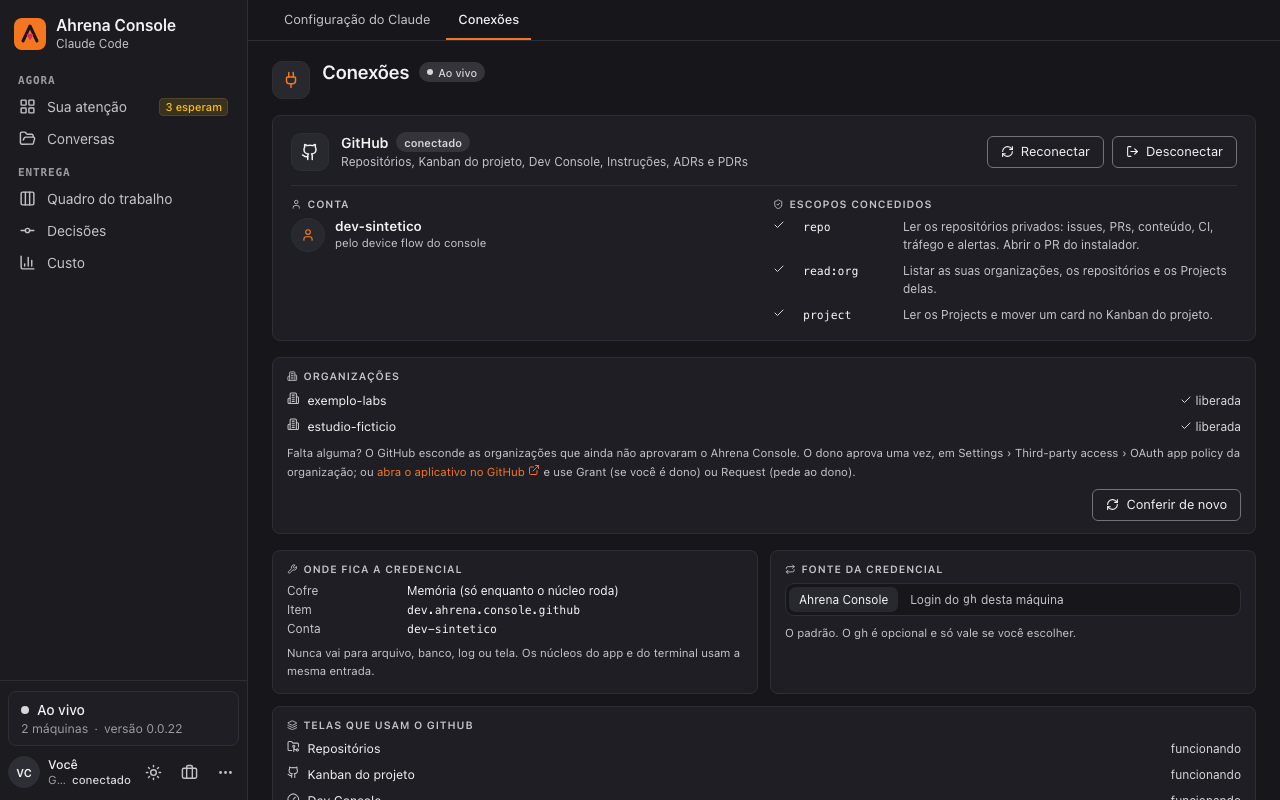 Ahrena Console
Claude Code
AGORA
Sua atenção
3 esperam
Conversas
ENTREGA
Quadro do trabalho
Decisões
Custo
Ao vivo
2 máquinas · versão 0.0.22
VC
Você
G... conectado
Configuração do Claude
Conexões
Conexões
Ao vivo
GitHub conectado
Repositórios, Kanban do projeto, Dev Console, Instruções, ADRs e PDRs
Reconectar
Desconectar
CONTA
dev-sintetico
pelo device flow do console
ESCOPOS CONCEDIDOS
repo
Ler os repositórios privados: issues, PRs, conteúdo, CI,
tráfego e alertas. Abrir o PR do instalador.
read:org
Listar as suas organizações, os repositórios e os Projects
delas.
project
Ler os Projects e mover um card no Kanban do projeto.
ORGANIZAÇÕES
exemplo-labs
liberada
estudio-ficticio
liberada
Falta alguma? O GitHub esconde as organizações que ainda não aprovaram o Ahrena Console. O dono aprova uma vez, em Settings › Third-party access › OAuth app policy da
organização; ou abra o aplicativo no GitHub e use Grant (se você é dono) ou Request (pede ao dono).
Conferir de novo
ONDE FICA A CREDENCIAL
Cofre
Memória (só enquanto o núcleo roda)
Item
dev.ahrena.console.github
Conta
dev-sintetico
Nunca vai para arquivo, banco, log ou tela. Os núcleos do app e do terminal usam a
mesma entrada.
FONTE DA CREDENCIAL
Ahrena Console
Login do gh desta máquina
O padrão. O gh é opcional e só vale se você escolher.
TELAS QUE USAM O GITHUB
Repositórios
funcionando
Kanban do projeto
funcionando
Dev Console
funcionando